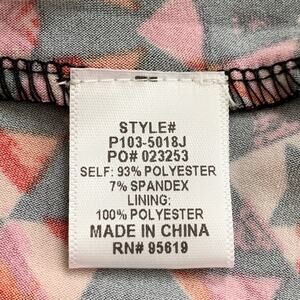 STYLE#
P103-5018J
PO# 023253
SELF: 93% POLYESTER
7% SPANDEX
LINING:
100% POLYESTER
MADE IN CHINA
RN# 95619